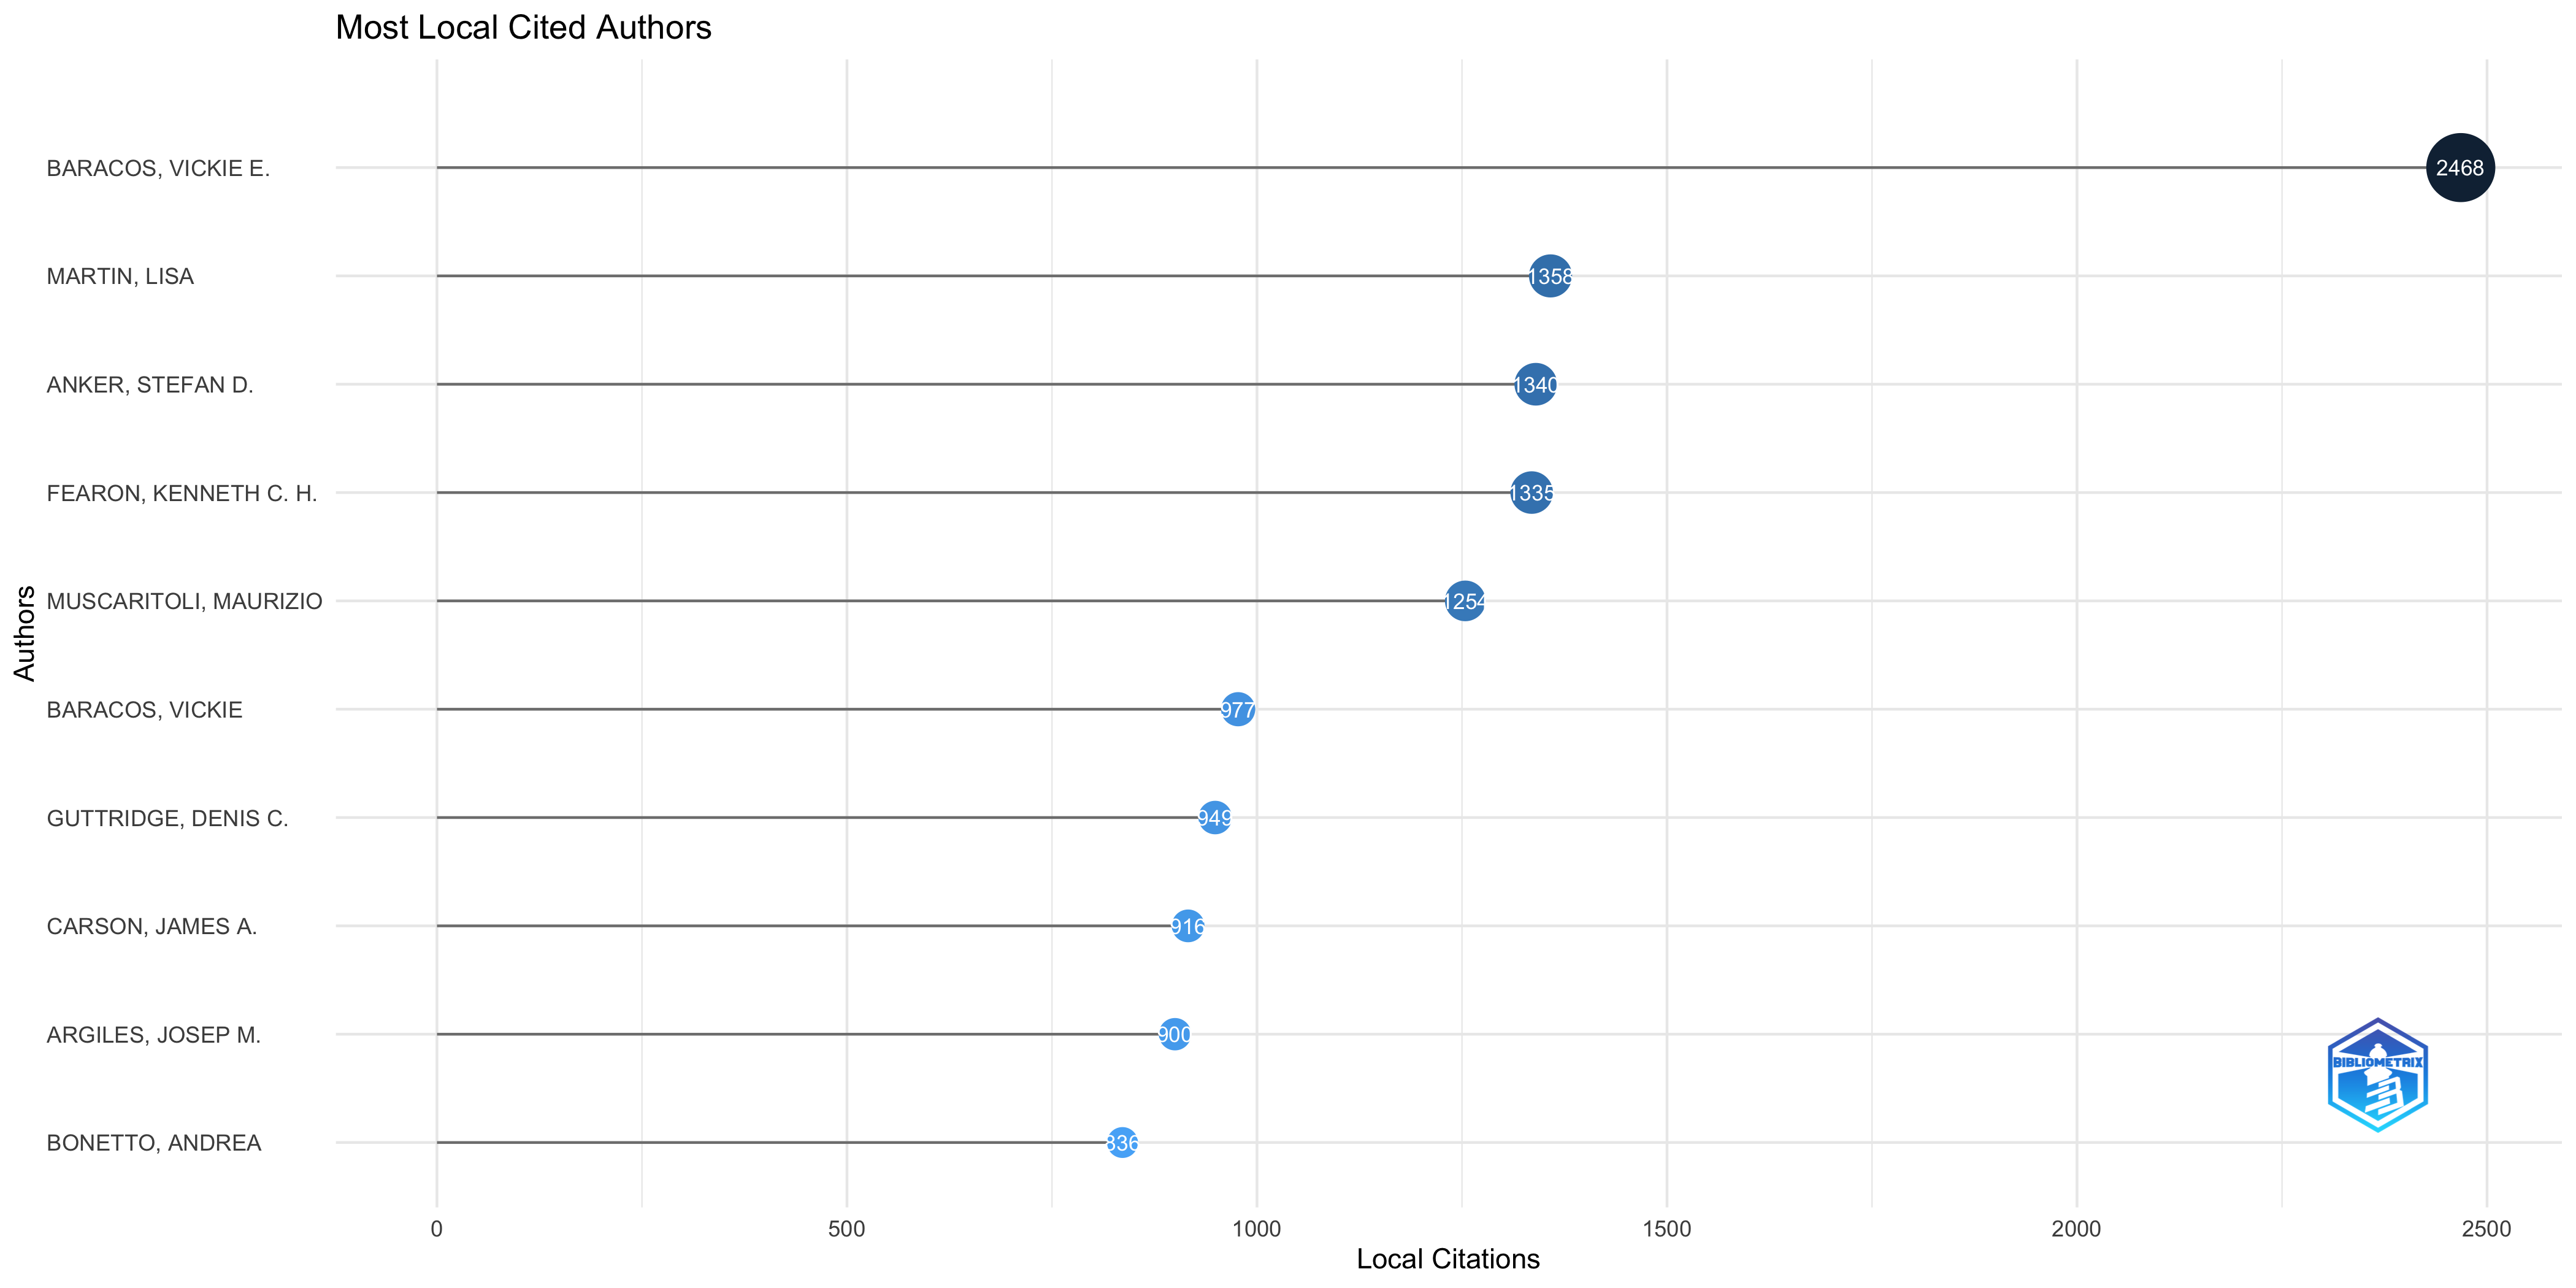 Most Local Cited Authors
BARACOS, VICKIE E.
2468
MARTIN, LISA
1358
ANKER, STEFAN D.
1340
FEARON, KENNETH C. H.
1335
MUSCARITOLI, MAURIZIO
1254
BARACOS, VICKIE
977
GUTTRIDGE, DENIS C.
949
CARSON, JAMES A.
916
ARGILES, JOSEP M.
900
BONETTO, ANDREA
836
Authors
BIBLIOMETRIX
0 500 1000 1500 2000 2500
Local Citations